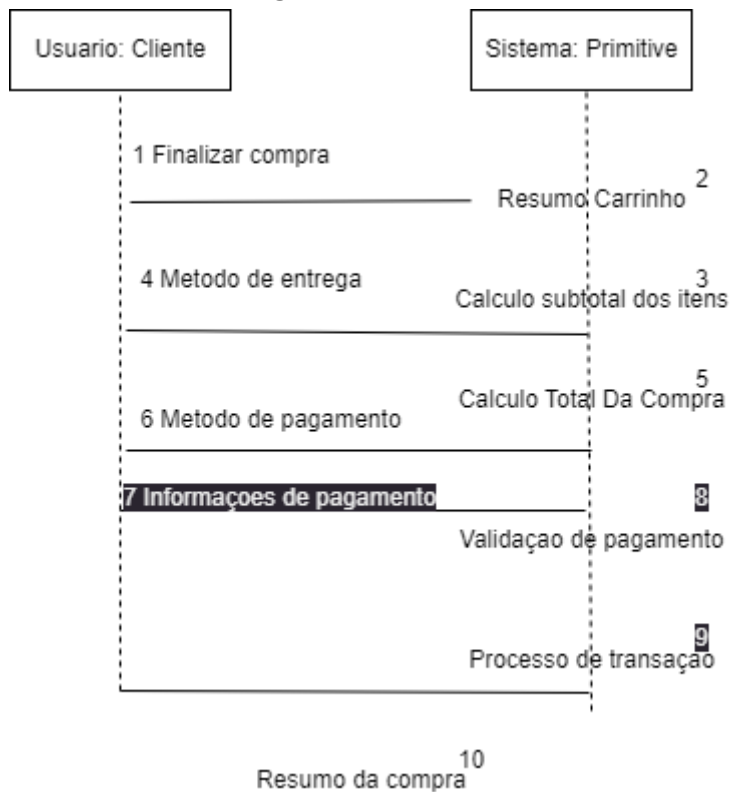 Usuario: Cliente
Sistema: Primitive
1 Finalizar compra
2
Resumo Carrinho
4 Metodo de entrega
3
Calculo subtotal dos itens
5
Calculo Total Da Compra
6 Metodo de pagamento
7 Informaçoes de pagamento
8
Validaçao de pagamento
9
Processo de transação
10
Resumo da compra